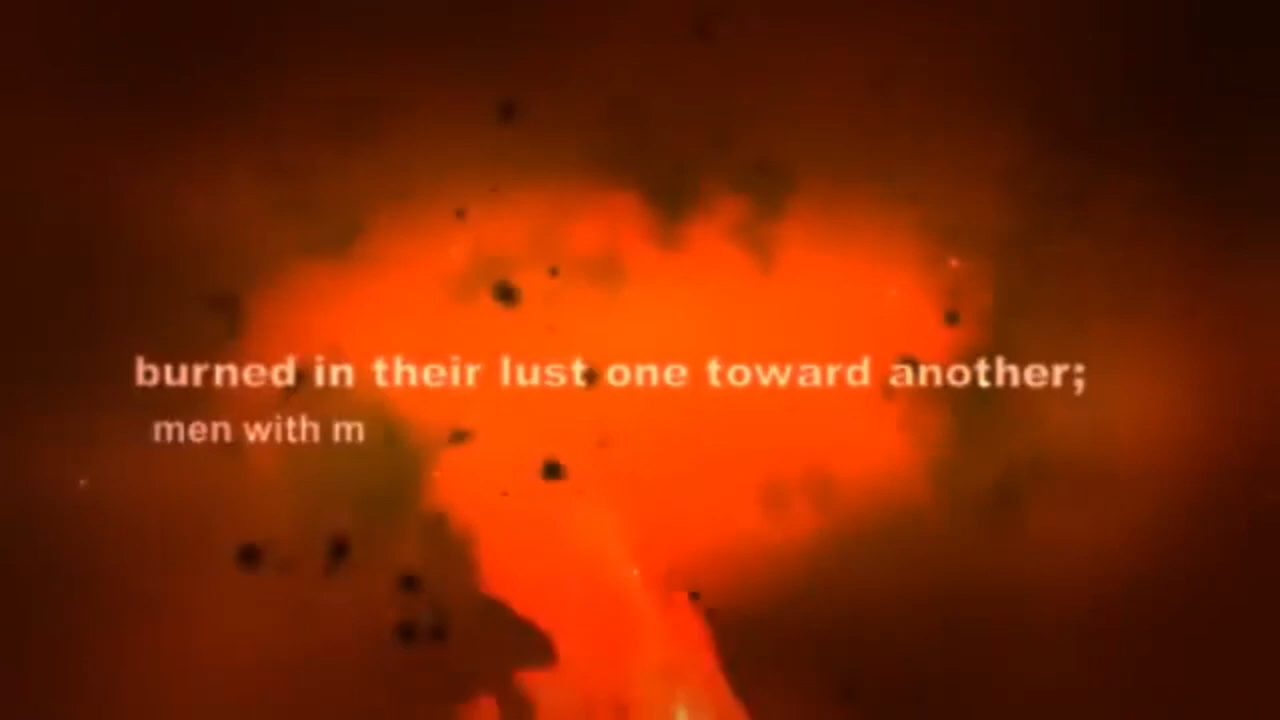 burned in their lust one toward another;
men with m